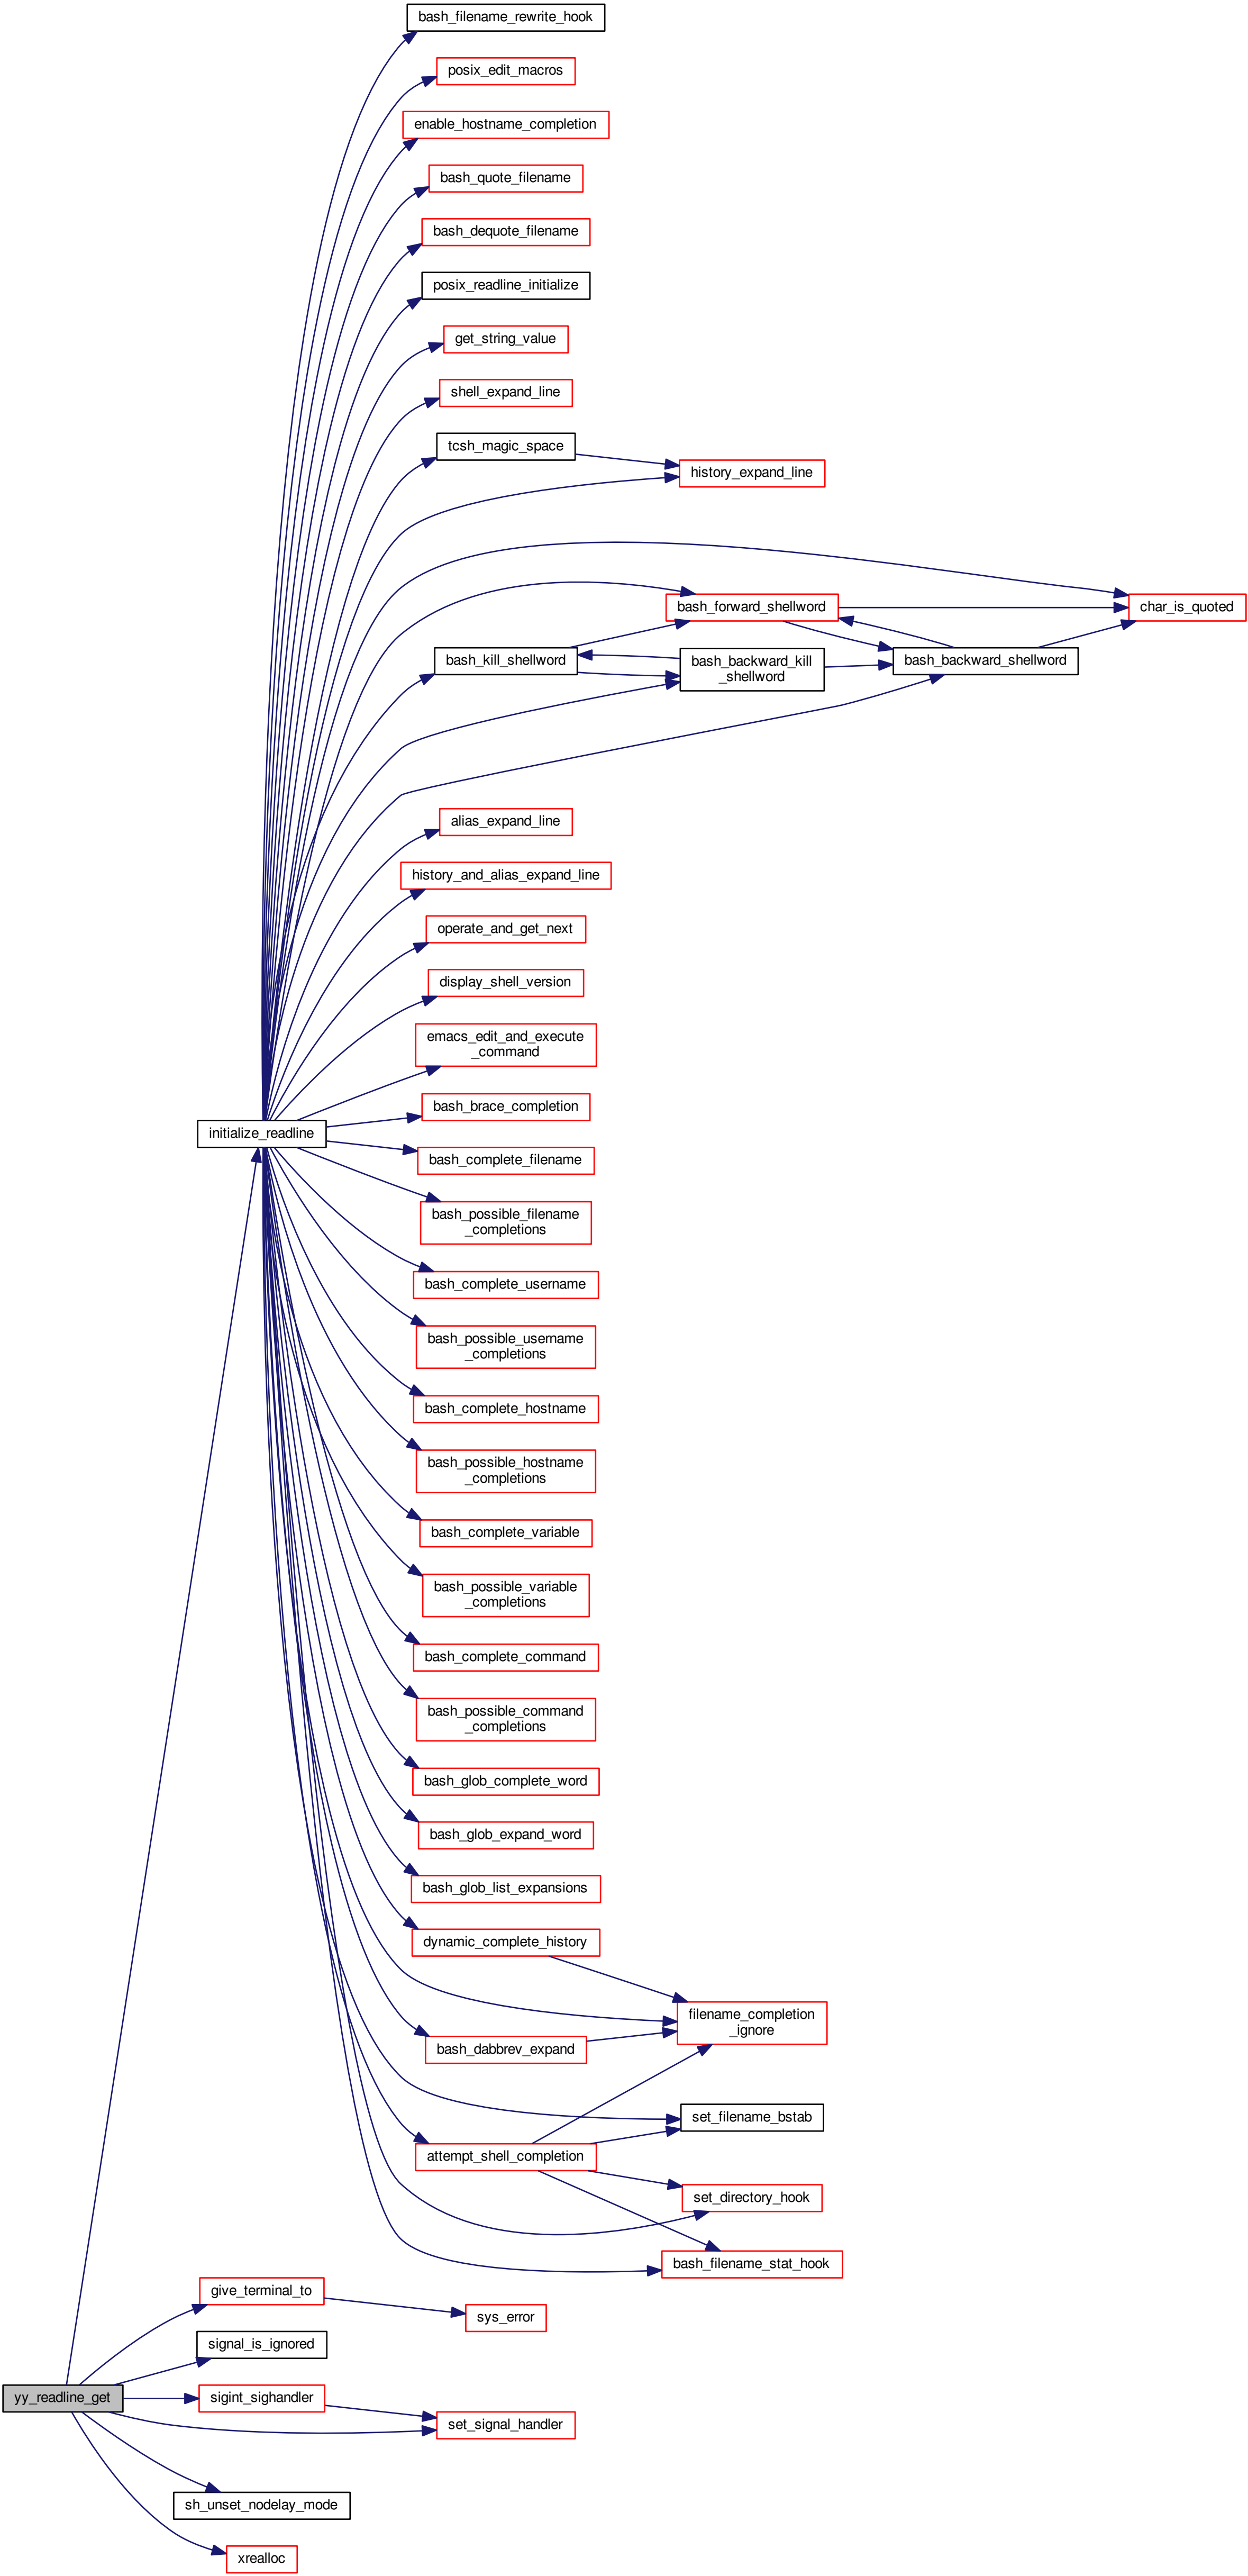 bash_filename_rewrite_hook
posix_edit_macros
enable_hostname_completion
bash_quote_filename
bash_dequote_filename
posix_readline_initialize
get_string_value
shell_expand_line
tcsh_magic_space
history_expand_line
bash_forward_shellword
char_is_quoted
bash_kill_shellword
bash_backward_kill
_shellword
bash_backward_shellword
alias_expand_line
history_and_alias_expand_line
operate_and_get_next
display_shell_version
emacs_edit_and_execute
_command
bash_brace_completion
initialize_readline
bash_complete_filename
bash_possible_filename
_completions
bash_complete_username
bash_possible_username
_completions
bash_complete_hostname
bash_possible_hostname
_completions
bash_complete_variable
bash_possible_variable
_completions
bash_complete_command
bash_possible_command
_completions
bash_glob_complete_word
bash_glob_expand_word
bash_glob_list_expansions
dynamic_complete_history
filename_completion
_ignore
bash_dabbrev_expand
set_filename_bstab
attempt_shell_completion
set_directory_hook
bash_filename_stat_hook
give_terminal_to
sys_error
signal_is_ignored
yy_readline_get
sigint_sighandler
set_signal_handler
sh_unset_nodelay_mode
xrealloc